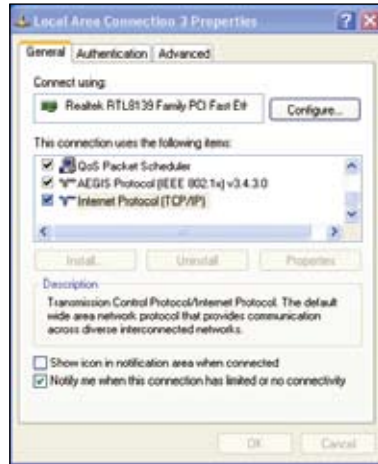 Local Area Connection 3 Properties
General Authentication Advanced
Connect using:
Realtek RTL8139 Family PCI Fast Eth
Configure...
This connection uses the following items:
QoS Packet Scheduler
AEGIS Protocol (IEEE 802.1x) v3.4.3.0
Internet Protocol (TCP/IP)
Install...
Uninstall
Properties
Description
Transmission Control Protocol/Internet Protocol. The default
wide area network protocol that provides communication
across diverse interconnected networks.
Show icon in notification area when connected
Notify me when this connection has limited or no connectivity
OK
Cancel